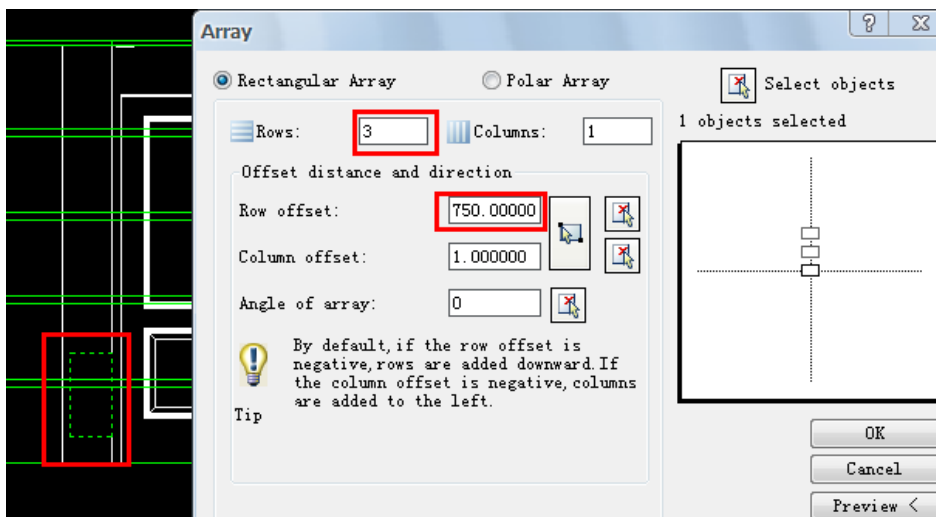 Array
Rectangular Array Polar Array
Select objects
Rows: 3 Columns: 1
1 objects selected
Offset distance and direction
Row offset: 750.00000
Column offset: 1.000000
Angle of array: 0
By default, if the row offset is
negative, rows are added downward. If
the column offset is negative, columns
are added to the left.
Tip
OK
Cancel
Preview <